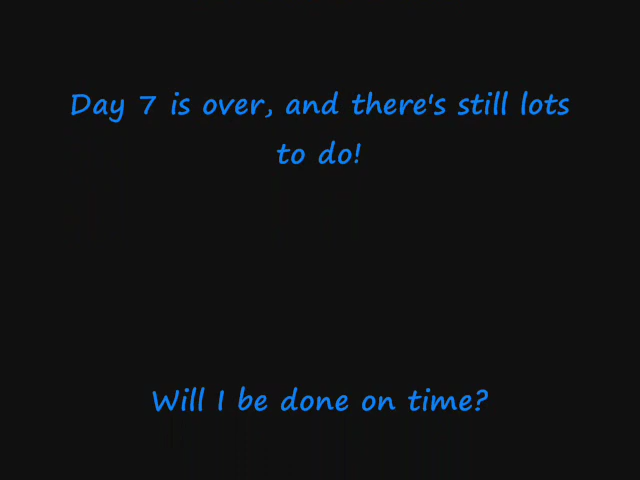 Day 7 is over, and there's still lots
to do!
Will I be done on time?